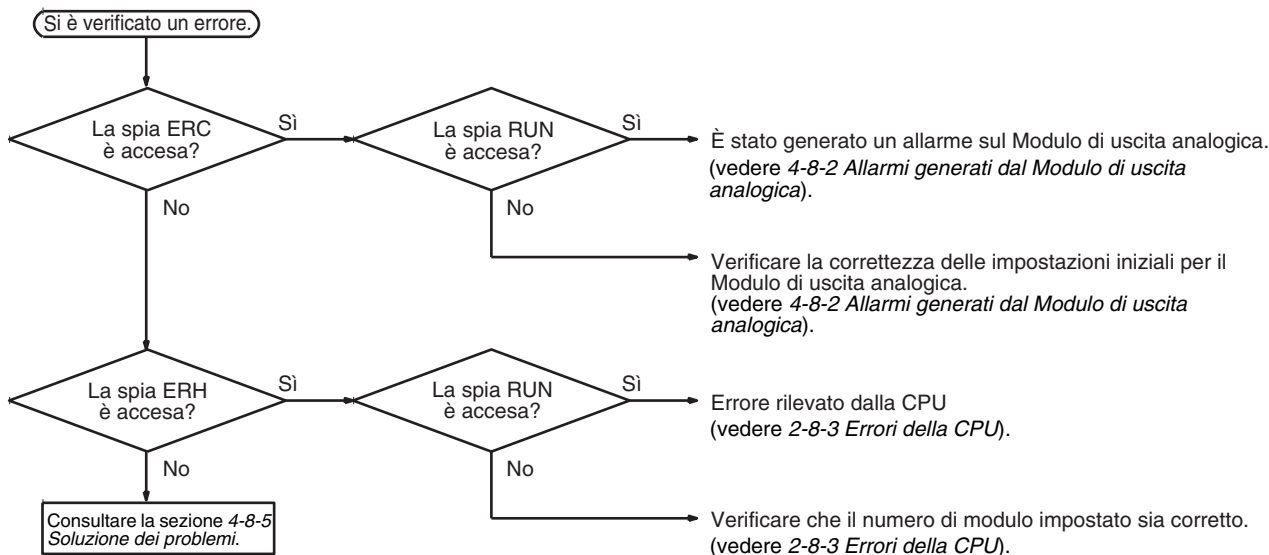 Si è verificato un errore.
La spia ERC
è accesa?
Sì
La spia RUN
è accesa?
Sì
È stato generato un allarme sul Modulo di uscita analogica.
(vedere 4-8-2 Allarmi generati dal Modulo di uscita
analogica).
No
No
Verificare la correttezza delle impostazioni iniziali per il
Modulo di uscita analogica.
(vedere 4-8-2 Allarmi generati dal Modulo di uscita
analogica).
La spia ERH
è accesa?
Sì
La spia RUN
è accesa?
Sì
Errore rilevato dalla CPU
(vedere 2-8-3 Errori della CPU).
No
No
Consultare la sezione 4-8-5
Soluzione dei problemi.
Verificare che il numero di modulo impostato sia corretto.
(vedere 2-8-3 Errori della CPU).